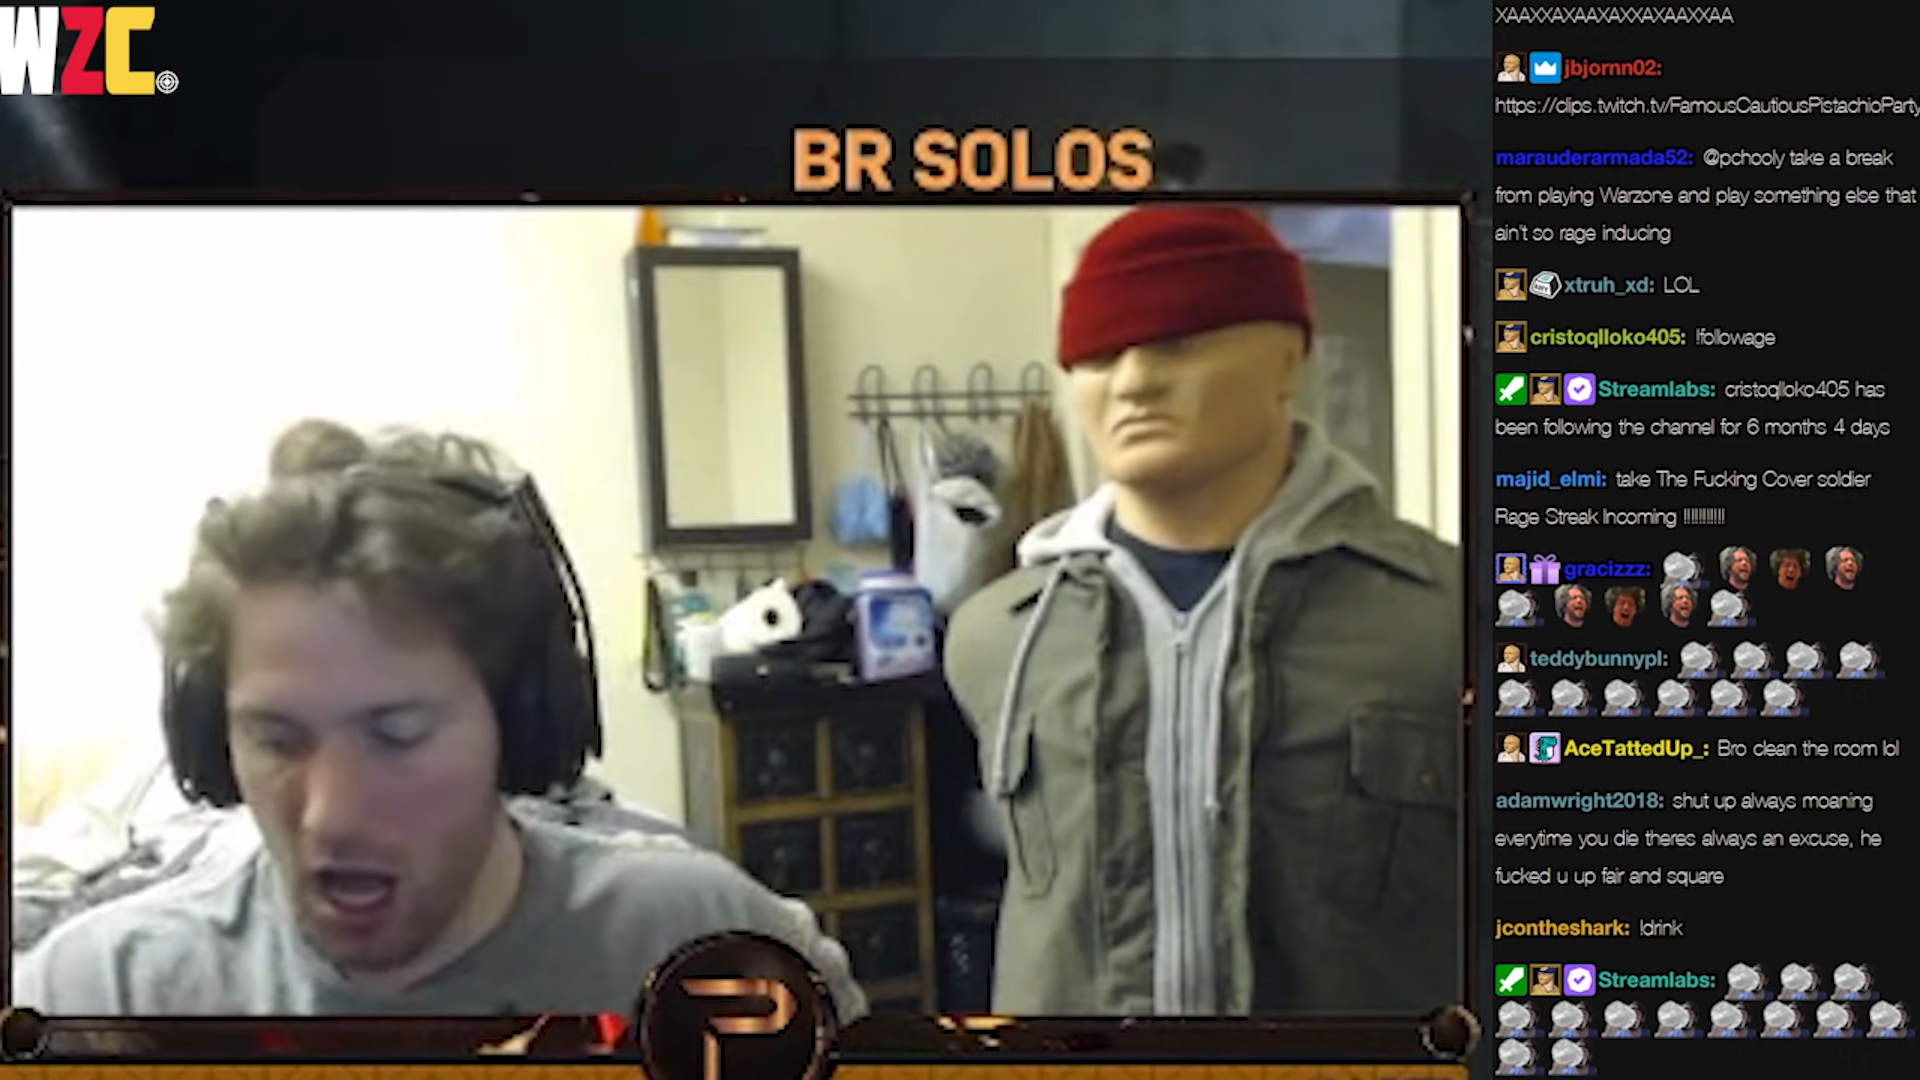 WZC
BR SOLOS
P
XAAXXAXAAXAXXAXAAXXAA
jbjornn02:
https://clips.twitch.tv/FamousCautiousPistachioParty
marauderarmada52: @pchooly take a break
from playing Warzone and play something else that
ain't so rage inducing
xtruh_xd: LOL
cristoqlloko405: !followage
Streamlabs: cristoqlloko405 has
been following the channel for 6 months 4 days
majid_elmi: take The Fucking Cover soldier
Rage Streak Incoming !!!!!!!!!!!
gracizzz:
teddybunnypl:
AceTattedUp_: Bro clean the room lol
adamwright2018: shut up always moaning
everytime you die theres always an excuse, he
fucked u up fair and square
jcontheshark: !drink
Streamlabs: